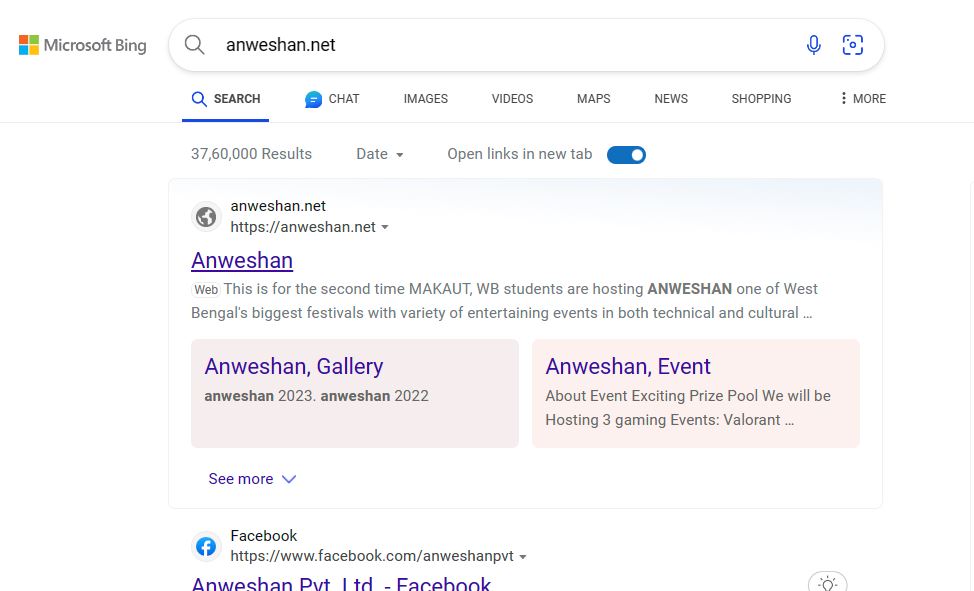 Microsoft Bing
anweshan.net
SEARCH
CHAT
IMAGES
VIDEOS
MAPS
NEWS
SHOPPING
MORE
37,60,000 Results
Date
Open links in new tab
anweshan.net
https://anweshan.net
Anweshan
Web This is for the second time MAKAUT, WB students are hosting ANWESHAN one of West
Bengal's biggest festivals with variety of entertaining events in both technical and cultural ...
Anweshan, Gallery
anweshan 2023. anweshan 2022
Anweshan, Event
About Event Exciting Prize Pool We will be
Hosting 3 gaming Events: Valorant ...
See more
Facebook
https://www.facebook.com/anweshanpvt
Anweshan Pvt. Ltd. - Facebook